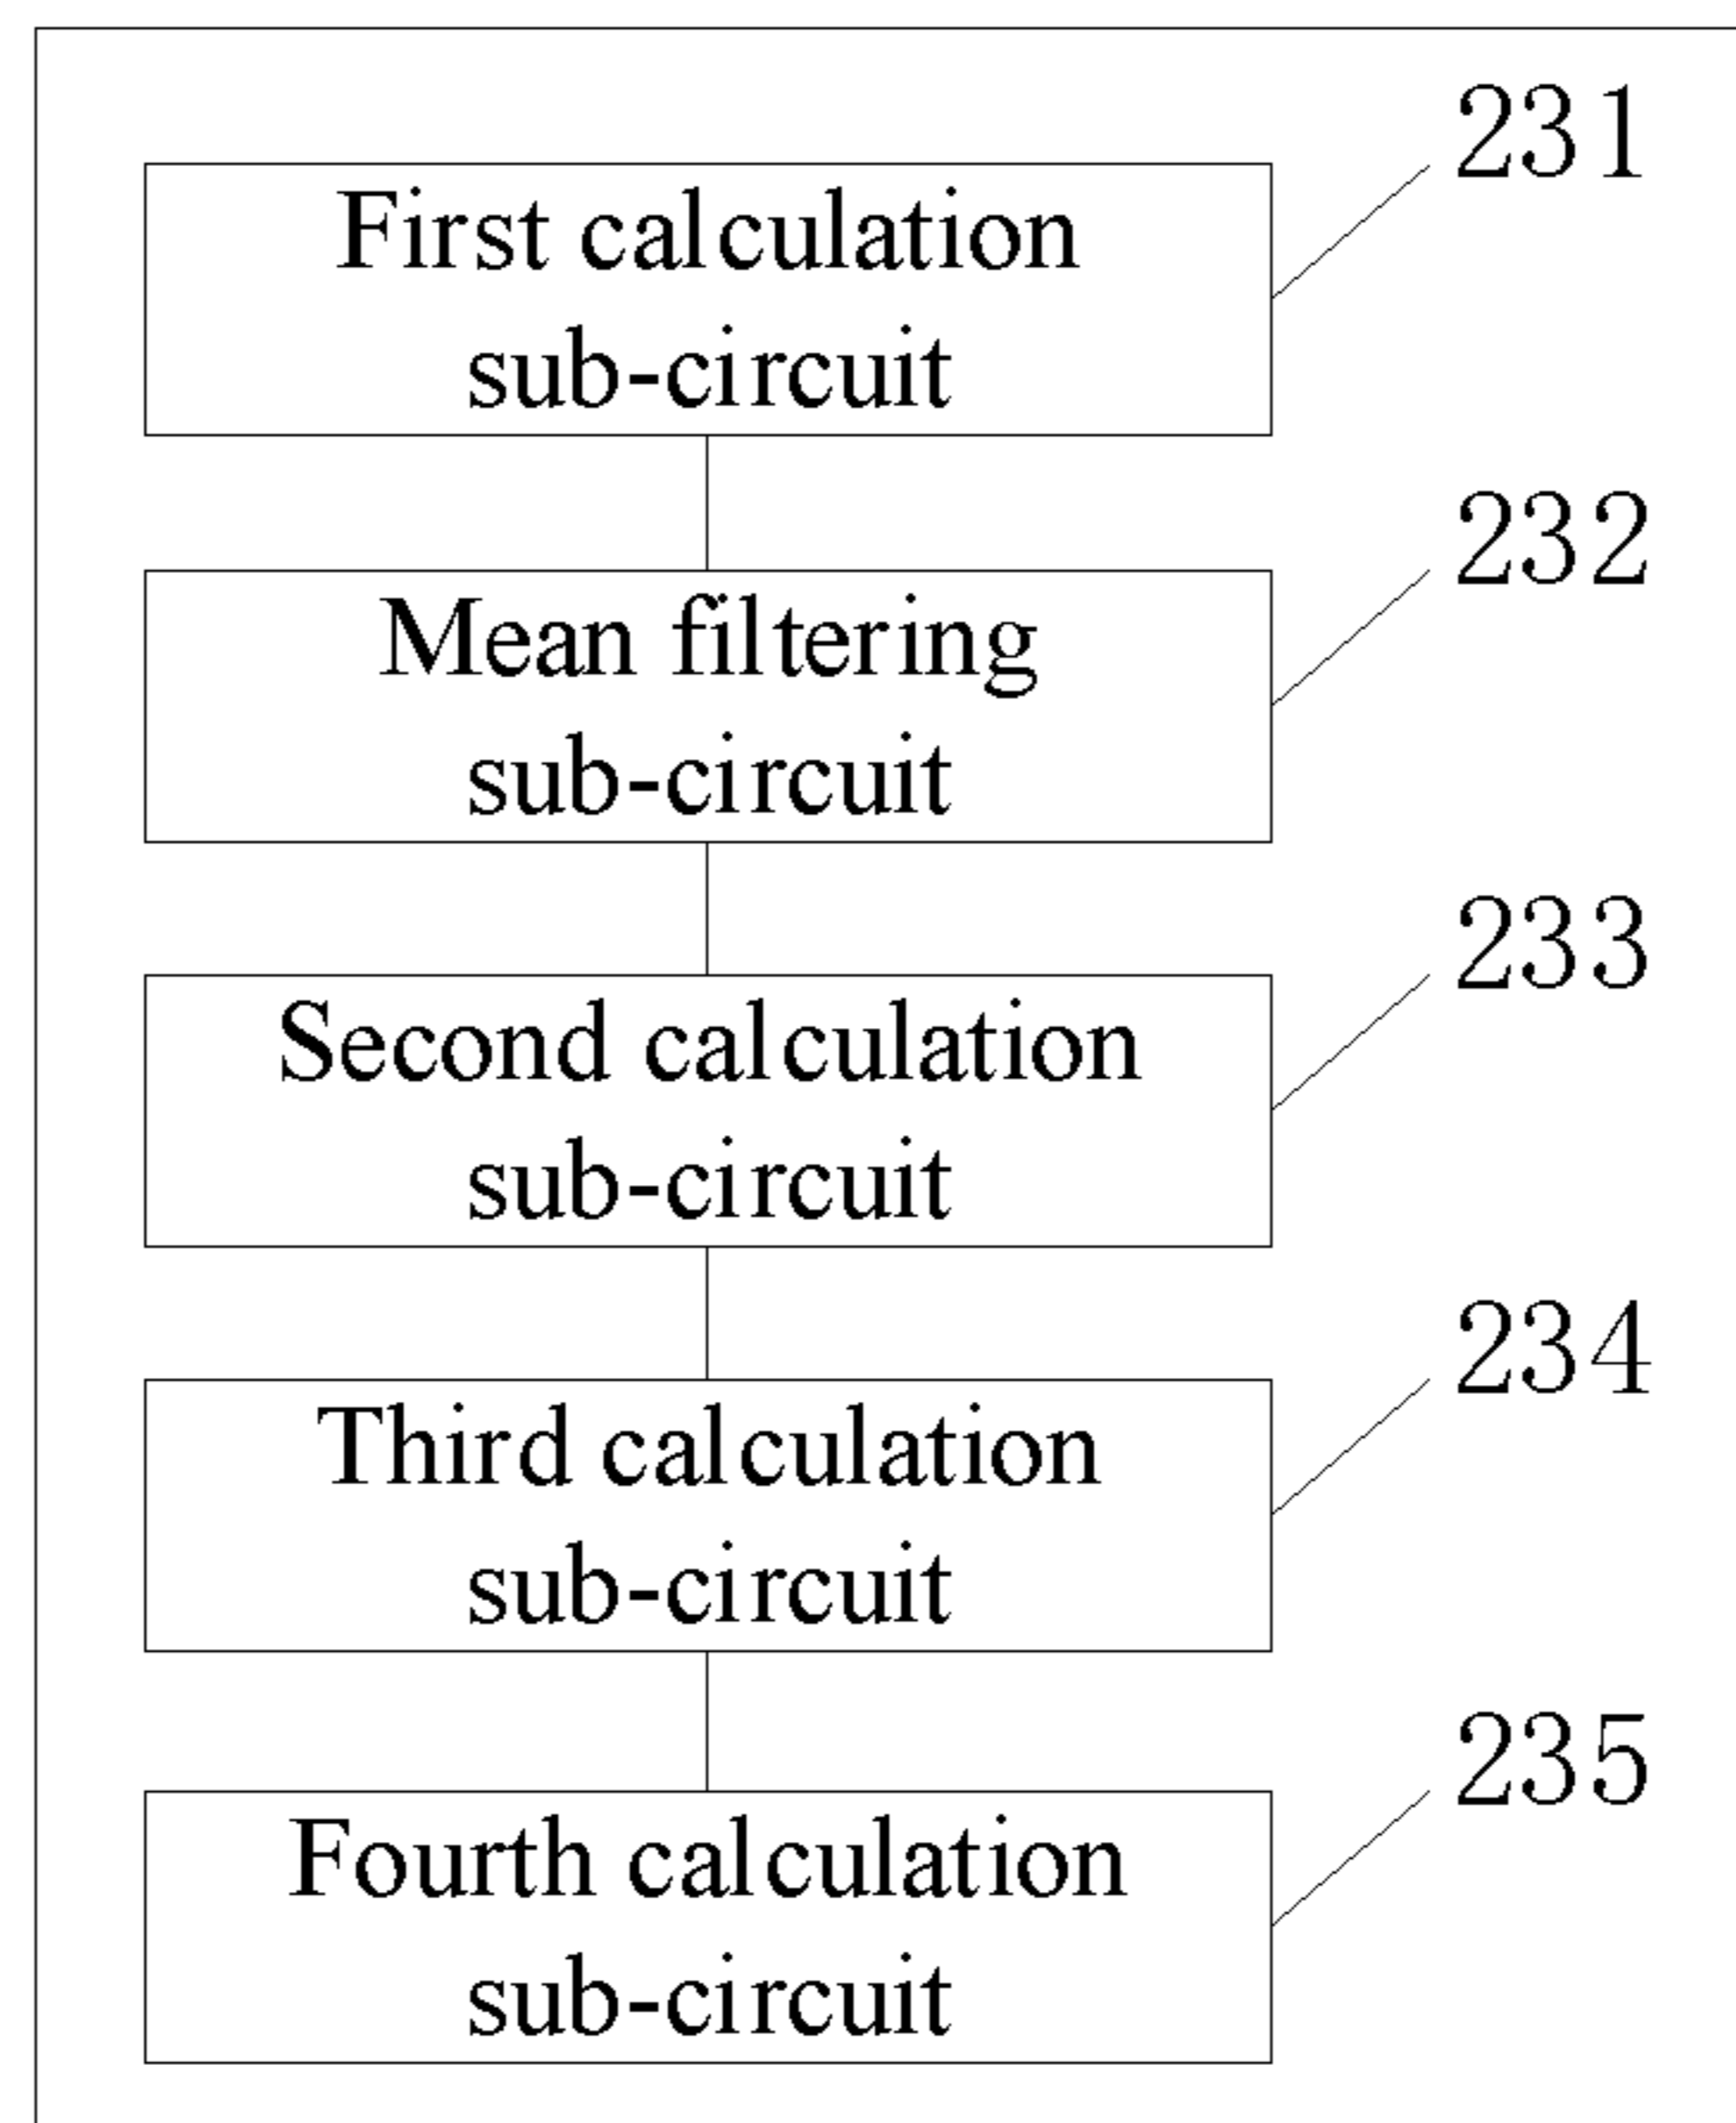 231
First calculation
sub-circuit
232
Mean filtering
sub-circuit
233
Second calculation
sub-circuit
234
Third calculation
sub-circuit
235
Fourth calculation
sub-circuit